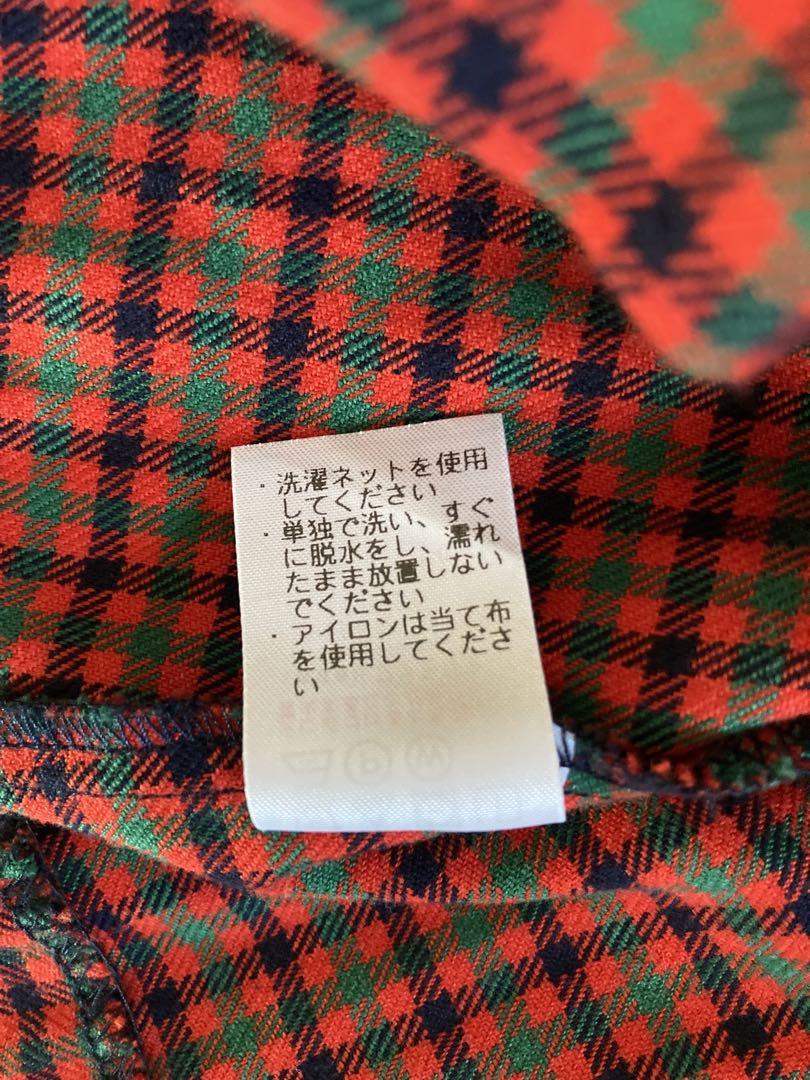 ・洗濯ネットを使用
してください
・単独で洗い、すぐ
に脱水をし、濡れ
たまま放置しない
でください
・アイロンは当て布
を使用してくださ
い